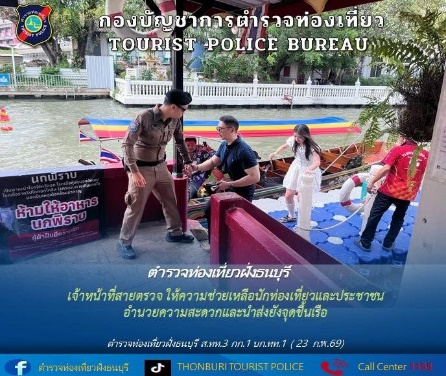 กองบัญชาการตำรวจท่องเที่ยว
TOURIST POLICE BUREAU
นกพิราบ
ห้ามให้อาหาร
นกพิราบ
ตำรวจท่องเที่ยวฝั่งธนบุรี
เจ้าหน้าที่สายตรวจ ให้ความช่วยเหลือนักท่องเที่ยวและประชาชน
อำนวยความสะดวกและนำส่งยังจุดขึ้นเรือ
ตำรวจท่องเที่ยวฝั่งธนบุรี ส.ทท.3 กก.1 บก.ทท.1 ( 23 ก.พ.69)
ตำรวจท่องเที่ยวฝั่งธนบุรี
THONBURI TOURIST POLICE
Call Center 1155